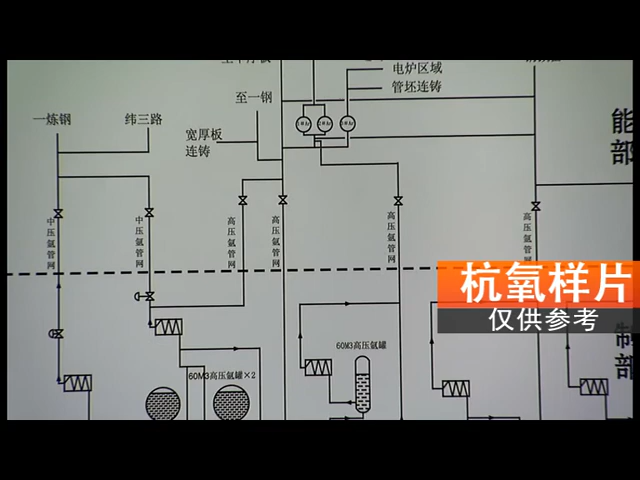 电炉区域
管坯连铸
至一钢
一炼钢
纬三路
宽厚板
连铸
能
部
中压氩管网
中压氩管网
高压氩管网
高压氩管网
高压氩管网
高压氩管网
杭氧样片
仅供参考
制
部
60M3高压氩罐
60M3高压氩罐×2